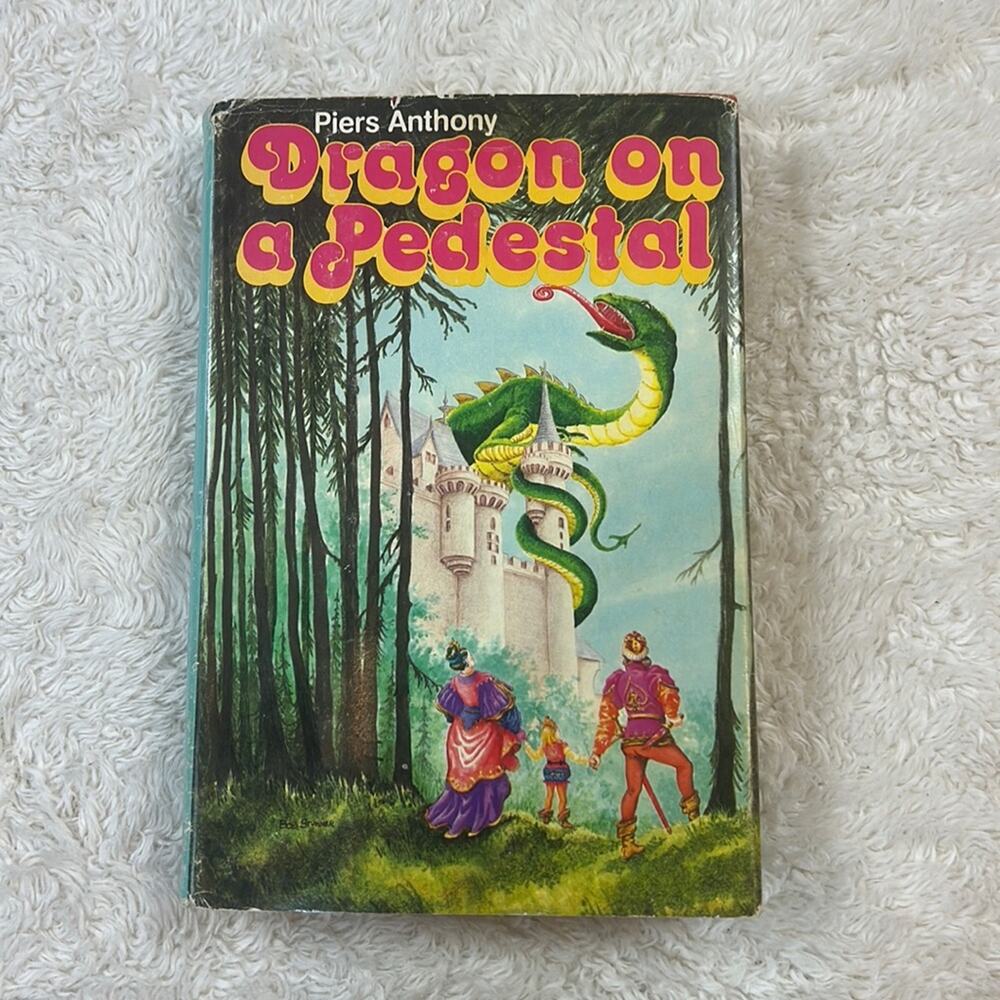 Piers Anthony
Dragon on
a Pedestal